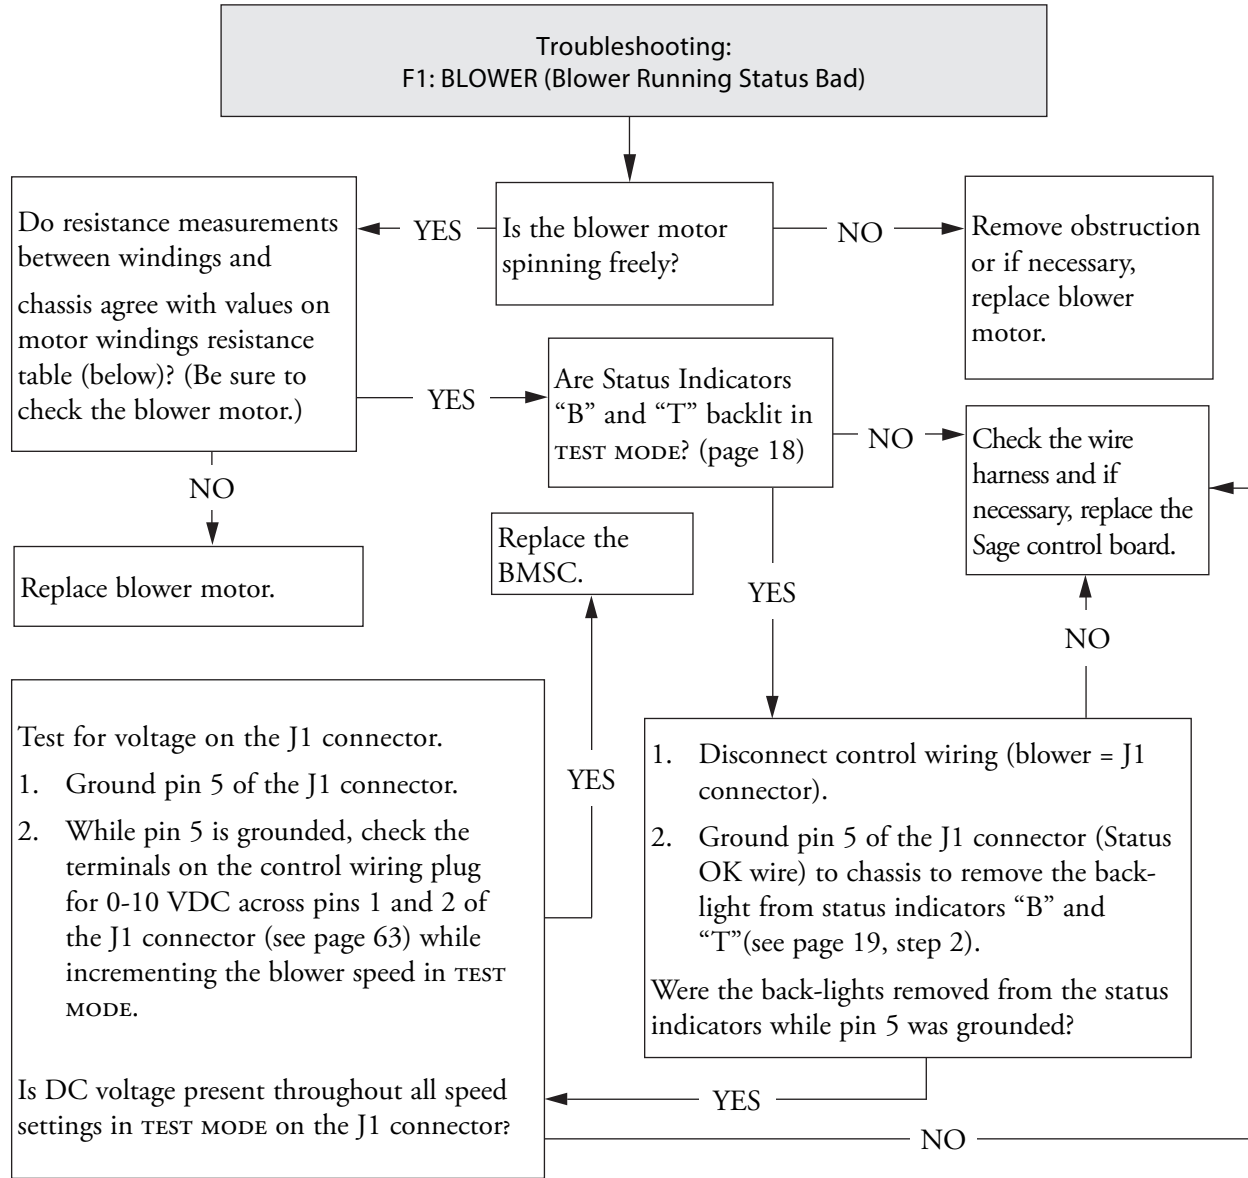 Troubleshooting:
F1: BLOWER (Blower Running Status Bad)
Is the blower motor
spinning freely?
YES
NO
Do resistance measurements
between windings and
chassis agree with values on
motor windings resistance
table (below)? (Be sure to
check the blower motor.)
Remove obstruction
or if necessary,
replace blower
motor.
YES
NO
Are Status Indicators
“B” and “T” backlit in
TEST MODE? (page 18)
NO
Check the wire
harness and if
necessary, replace the
Sage control board.
Replace blower motor.
Replace the
BMSC.
YES
NO
YES
Test for voltage on the J1 connector.
1. Ground pin 5 of the J1 connector.
2. While pin 5 is grounded, check the
terminals on the control wiring plug
for 0-10 VDC across pins 1 and 2 of
the J1 connector (see page 63) while
incrementing the blower speed in TEST
MODE.
Is DC voltage present throughout all speed
settings in TEST MODE on the J1 connector?
1. Disconnect control wiring (blower = J1
connector).
2. Ground pin 5 of the J1 connector (Status
OK wire) to chassis to remove the back-
light from status indicators “B” and
“T”(see page 19, step 2).
Were the back-lights removed from the status
indicators while pin 5 was grounded?
YES
NO